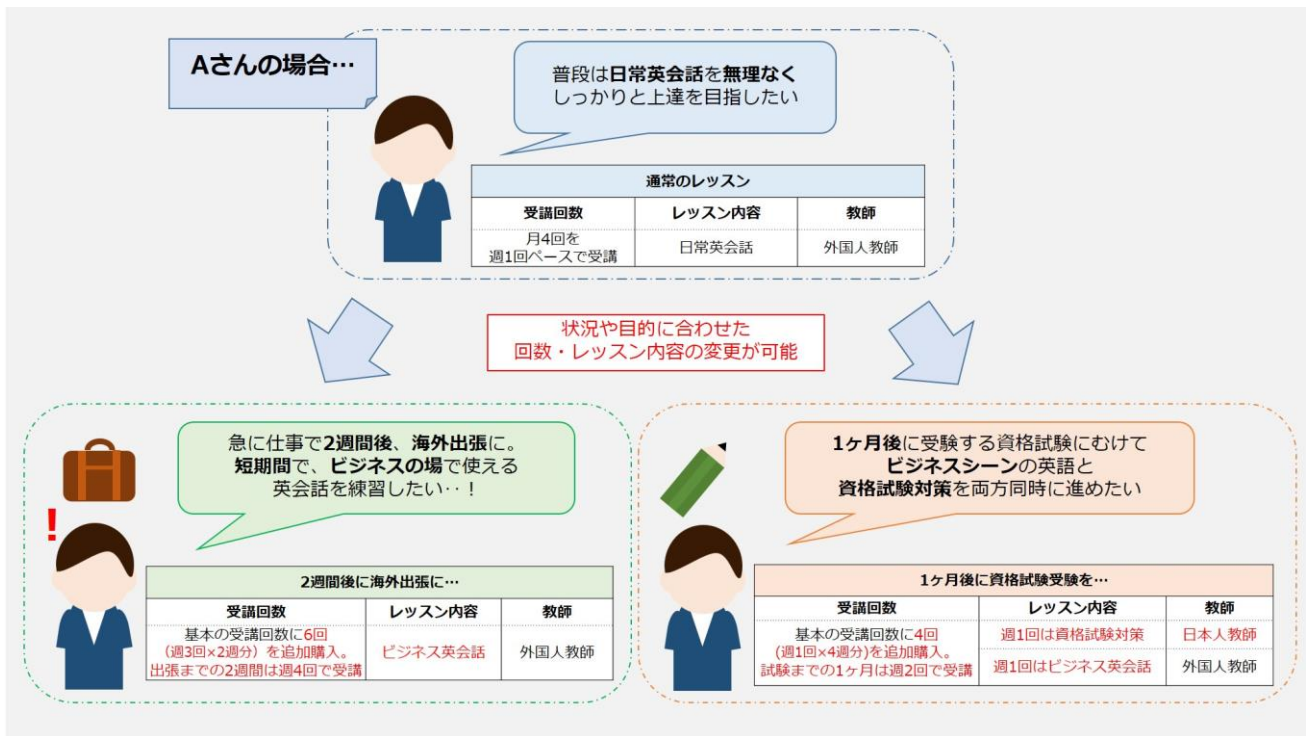 Aさんの場合…
普段は日常英会話を無理なく
しっかりと上達を目指したい
通常のレッスン
受講回数
レッスン内容
教師
月4回を
週1回ペースで受講
日常英会話
外国人教師
状況や目的に合わせた
回数・レッスン内容の変更が可能
急に仕事で2週間後、海外出張に。
短期間で、ビジネスの場で使える
英会話を練習したい‥！
!
2週間後に海外出張に…
受講回数
レッスン内容
教師
基本の受講回数に6回
（週3回×2週分）を追加購入。
出張までの2週間は週4回で受講
ビジネス英会話
外国人教師
1ヶ月後に受験する資格試験にむけて
ビジネスシーンの英語と
資格試験対策を両方同時に進めたい
1ヶ月後に資格試験受験を…
受講回数
レッスン内容
教師
基本の受講回数に4回
(週1回×4週分)を追加購入。
試験までの1ヶ月は週2回で受講
週1回は資格試験対策
日本人教師
週1回はビジネス英会話
外国人教師